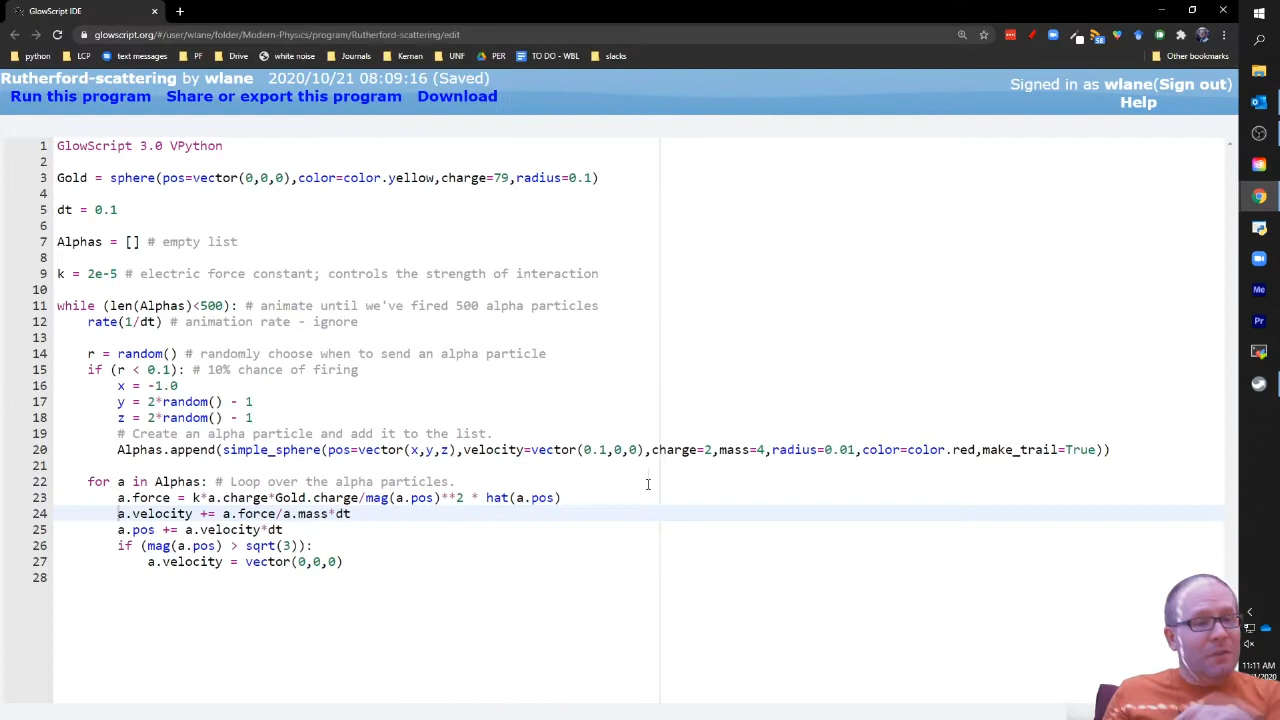 GlowScript IDE
glowscript.org/#/user/wlane/folder/Modern-Physics/program/Rutherford-scattering/edit
python LCP text messages PF Drive white noise Journals Kernan UNF PER TO DO - WBL slacks Other bookmarks
Rutherford-scattering by wlane 2020/10/21 08:09:16 (Saved)
Signed in as wlane(Sign out)
Run this program Share or export this program Download
Help
1 GlowScript 3.0 VPython
2
3 Gold = sphere(pos=vector(0,0,0),color=color.yellow,charge=79,radius=0.1)
4
5 dt = 0.1
6
7 Alphas = [] # empty list
8
9 k = 2e-5 # electric force constant; controls the strength of interaction
10
11 while (len(Alphas)<500): # animate until we've fired 500 alpha particles
12 rate(1/dt) # animation rate - ignore
13
14 r = random() # randomly choose when to send an alpha particle
15 if (r < 0.1): # 10% chance of firing
16 x = -1.0
17 y = 2*random() - 1
18 z = 2*random() - 1
19 # Create an alpha particle and add it to the list.
20 Alphas.append(simple_sphere(pos=vector(x,y,z),velocity=vector(0.1,0,0),charge=2,mass=4,radius=0.01,color=color.red,make_trail=True))
21
22 for a in Alphas: # Loop over the alpha particles.
23 a.force = k*a.charge*Gold.charge/mag(a.pos)**2 * hat(a.pos)
24 a.velocity += a.force/a.mass*dt
25 a.pos += a.velocity*dt
26 if (mag(a.pos) > sqrt(3)):
27 a.velocity = vector(0,0,0)
28
58
Me
Pr
11:11 AM